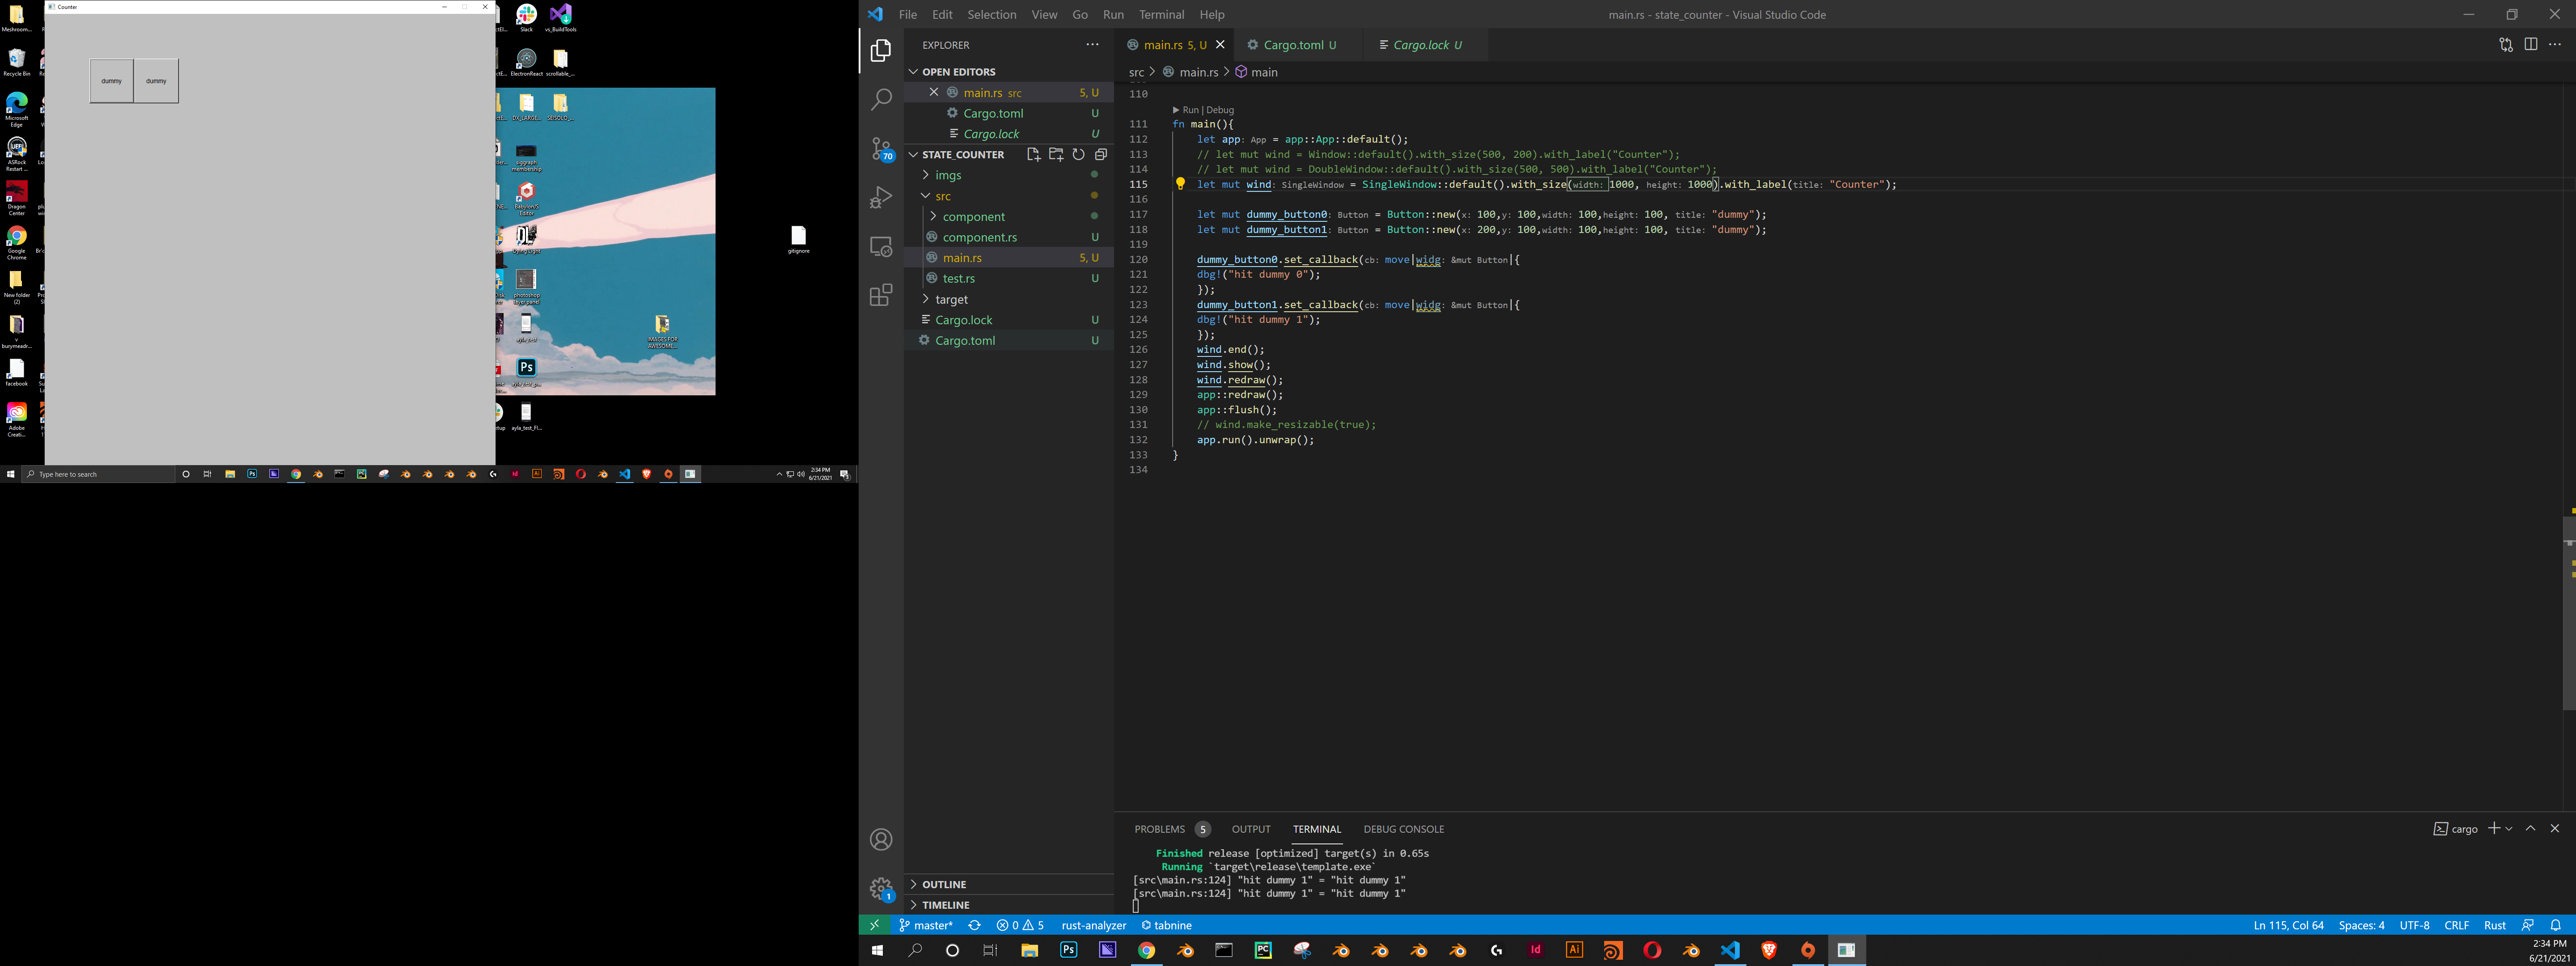 Counter
dummy
dummy
Meshroom...
Recycle Bin
Microsoft
Edge
ASRock
Restart ...
Dragon
Center
Google
Chrome
New folder
(2)
burymeadr...
facebook
Adobe
Creati...
Slack
vs_BuildTools
ElectronReact
scrollable_...
DX_LARGE...
siggraph
membership
BabylonJS
Editor
photoshop
layer panel
ayla_test_Fl...
gitignore
IMAGES FOR
AWESOME...
Type here to search
2:34 PM
6/21/2021
File Edit Selection View Go Run Terminal Help
main.rs - state_counter - Visual Studio Code
EXPLORER
OPEN EDITORS
main.rs src 5, U
Cargo.toml U
Cargo.lock U
STATE_COUNTER
imgs
src
component
component.rs U
main.rs 5, U
test.rs U
target
Cargo.lock U
Cargo.toml U
OUTLINE
TIMELINE
70
1
main.rs 5, U
Cargo.toml U
Cargo.lock U
src > main.rs > main
110
Run | Debug
111 fn main(){
112 let app: App = app::App::default();
113 // let mut wind = Window::default().with_size(500, 200).with_label("Counter");
114 // let mut wind = DoubleWindow::default().with_size(500, 500).with_label("Counter");
115 let mut wind: SingleWindow = SingleWindow::default().with_size(width: 1000, height: 1000).with_label(title: "Counter");
116
117 let mut dummy_button0: Button = Button::new(x: 100,y: 100,width: 100,height: 100, title: "dummy");
118 let mut dummy_button1: Button = Button::new(x: 200,y: 100,width: 100,height: 100, title: "dummy");
119
120 dummy_button0.set_callback(cb: move|widg: &mut Button|{
121 dbg!("hit dummy 0");
122 });
123 dummy_button1.set_callback(cb: move|widg: &mut Button|{
124 dbg!("hit dummy 1");
125 });
126 wind.end();
127 wind.show();
128 wind.redraw();
129 app::redraw();
130 app::flush();
131 // wind.make_resizable(true);
132 app.run().unwrap();
133 }
134
PROBLEMS 5 OUTPUT TERMINAL DEBUG CONSOLE
cargo
Finished release [optimized] target(s) in 0.65s
Running `target\release\template.exe`
[src\main.rs:124] "hit dummy 1" = "hit dummy 1"
[src\main.rs:124] "hit dummy 1" = "hit dummy 1"
master* 0 5 rust-analyzer tabnine
Ln 115, Col 64 Spaces: 4 UTF-8 CRLF Rust
2:34 PM
6/21/2021